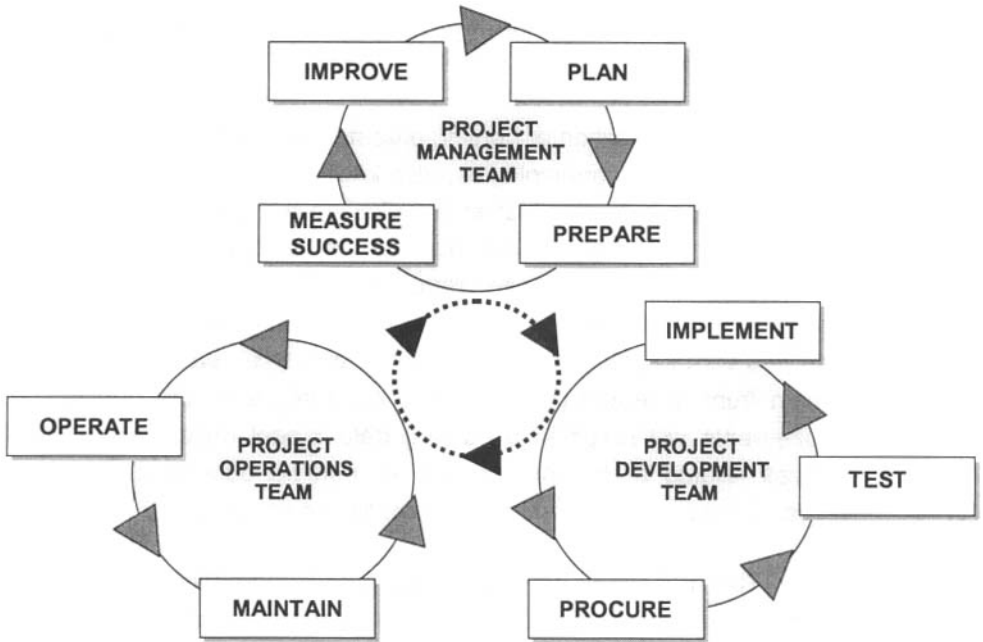 IMPROVE
PLAN
PROJECT
MANAGEMENT
TEAM
MEASURE
SUCCESS
PREPARE
IMPLEMENT
OPERATE
PROJECT
OPERATIONS
TEAM
PROJECT
DEVELOPMENT
TEAM
TEST
MAINTAIN
PROCURE